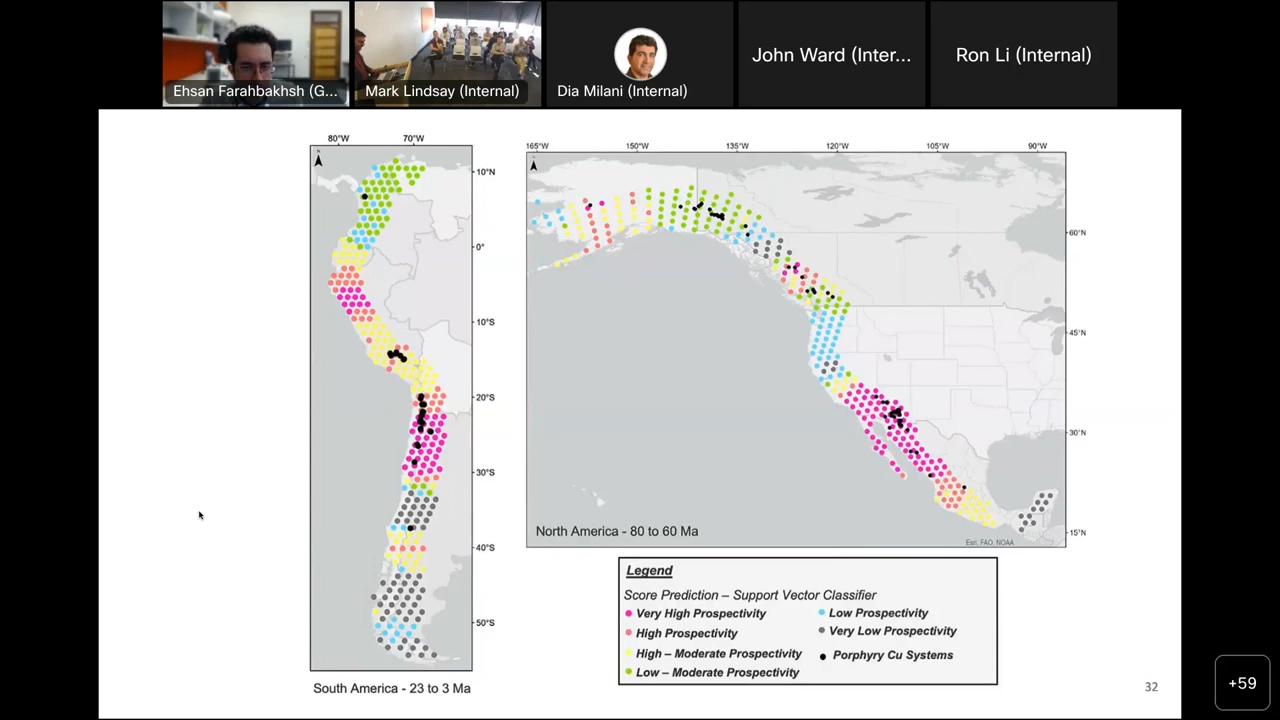 Ehsan Farahbakhsh (G...
Mark Lindsay (Internal)
Dia Milani (Internal)
John Ward (Inter...
Ron Li (Internal)
80°W 70°W
10°N
0°
10°S
20°S
30°S
40°S
50°S
South America - 23 to 3 Ma
165°W 150°W 135°W 120°W 105°W 90°W
60°N
45°N
30°N
15°N
North America - 80 to 60 Ma
Esri, FAO, NOAA
Legend
Score Prediction – Support Vector Classifier
Very High Prospectivity
High Prospectivity
High – Moderate Prospectivity
Low – Moderate Prospectivity
Low Prospectivity
Very Low Prospectivity
Porphyry Cu Systems
32
+59